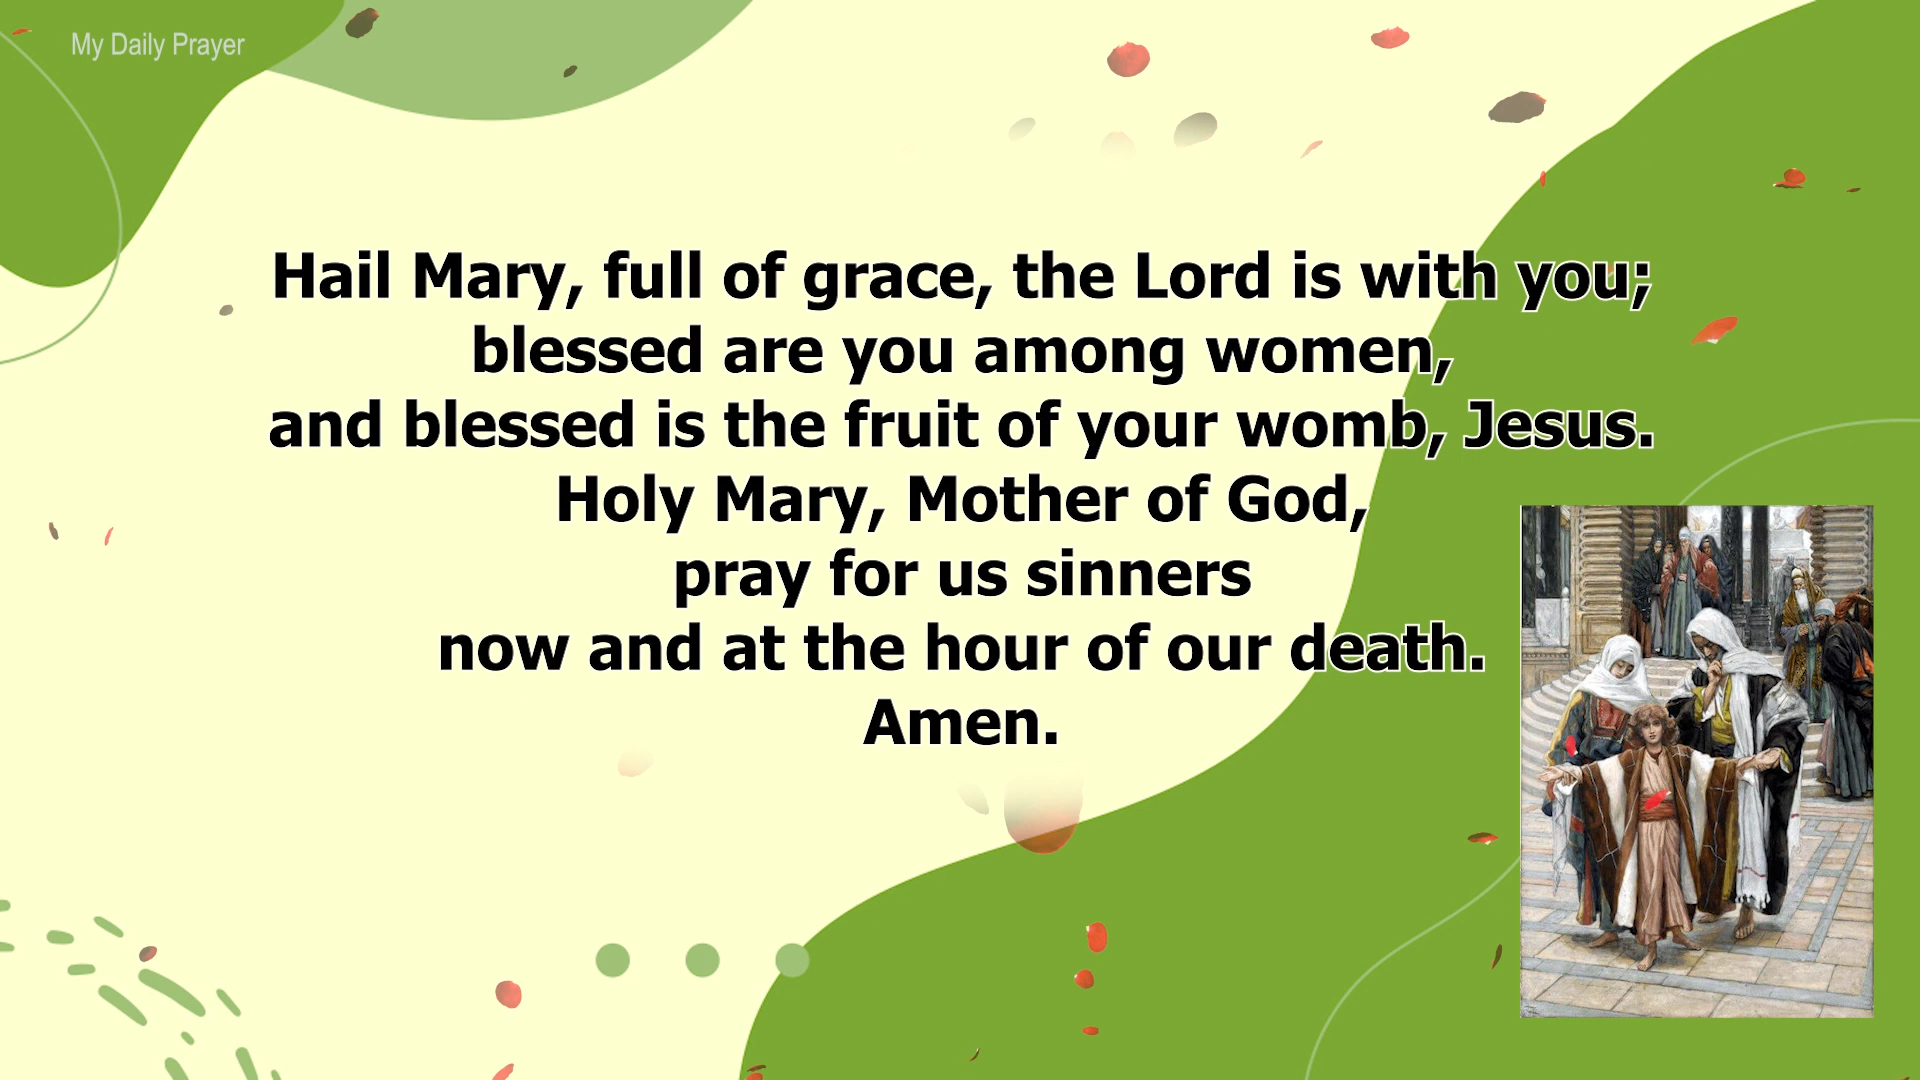 My Daily Prayer
Hail Mary, full of grace, the Lord is with you;
blessed are you among women,
and blessed is the fruit of your womb, Jesus.
Holy Mary, Mother of God,
pray for us sinners
now and at the hour of our death.
Amen.